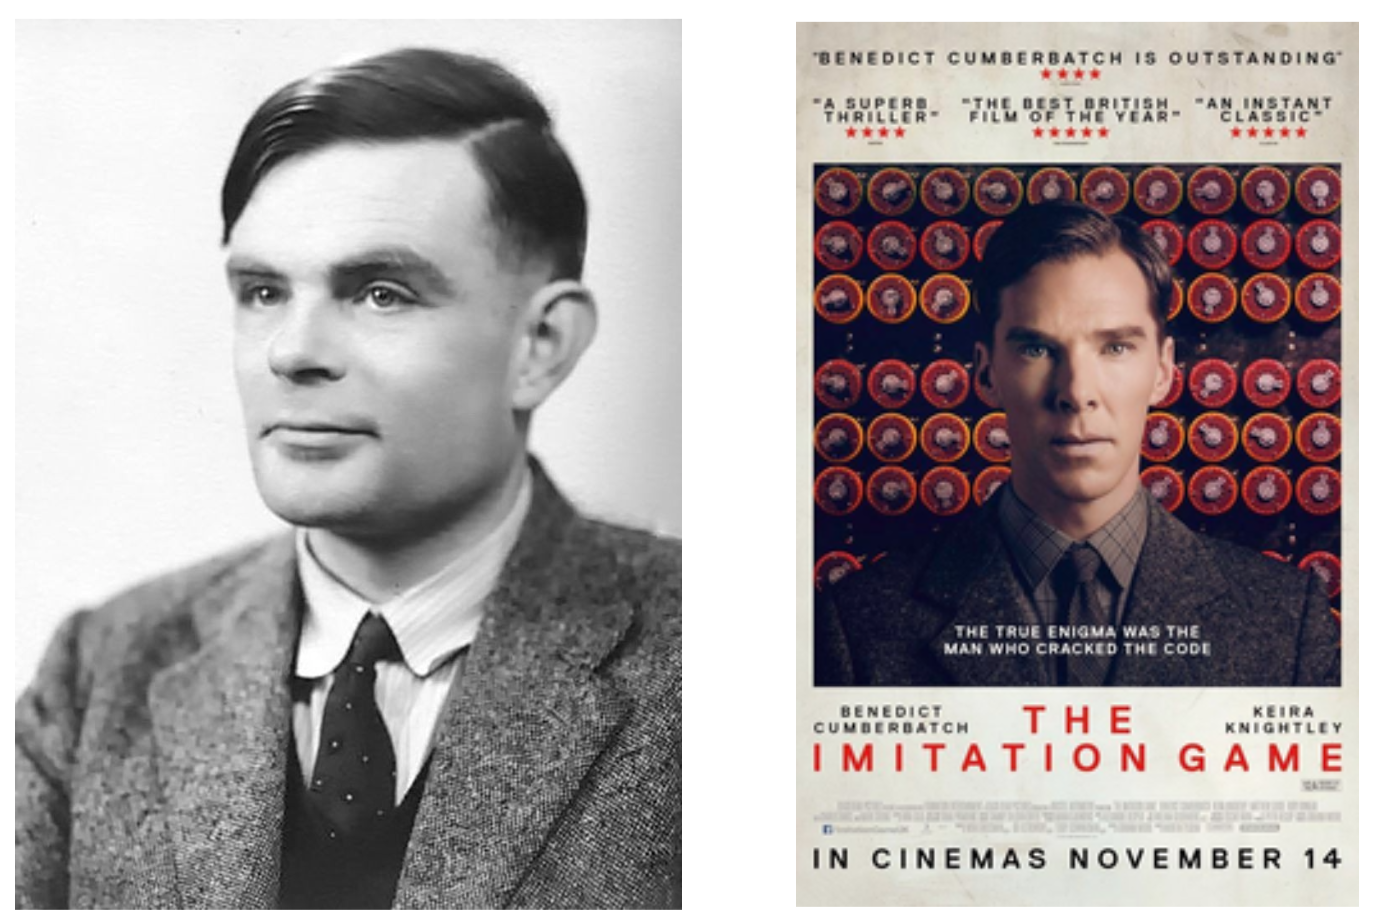 "BENEDICT CUMBERBATCH IS OUTSTANDING"
"A SUPERB
THRILLER"
"THE BEST BRITISH
FILM OF THE YEAR"
"AN INSTANT
CLASSIC"
THE TRUE ENIGMA WAS THE
MAN WHO CRACKED THE CODE
BENEDICT
CUMBERBATCH
THE
IMITATION GAME
KEIRA
KNIGHTLEY
IN CINEMAS NOVEMBER 14